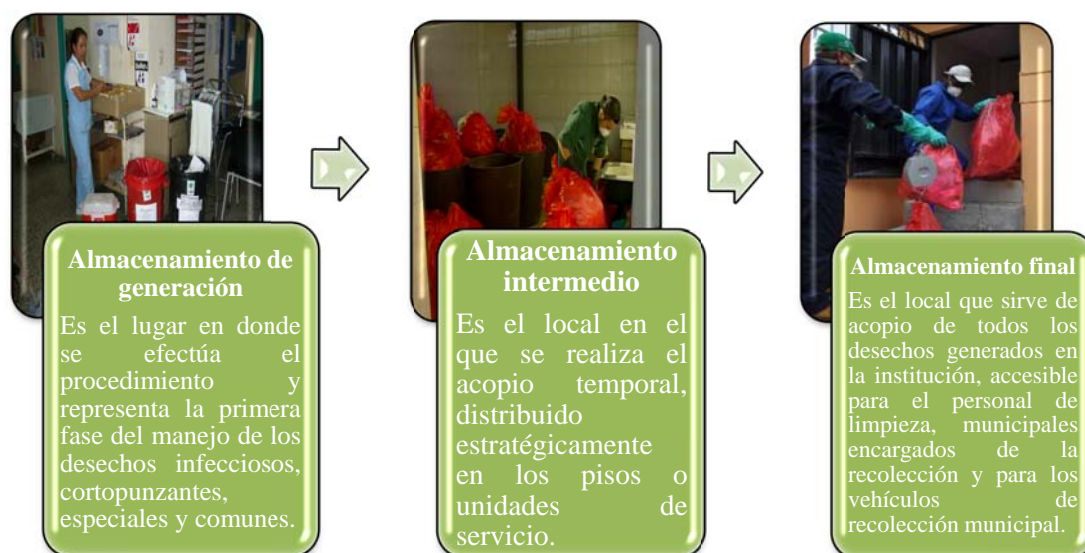 Almacenamiento de
generación
Es el lugar en donde
se efectúa el
procedimiento y
representa la primera
fase del manejo de los
desechos infecciosos,
cortopunzantes,
especiales y comunes.
Almacenamiento
intermedio
Es el local en el
que se realiza el
acopio temporal,
distribuido
estratégicamente
en los pisos o
unidades de
servicio.
Almacenamiento final
Es el local que sirve de
acopio de todos los
desechos generados en
la institución, accesible
para el personal de
limpieza, municipales
encargados de la
recolección y para los
vehículos de
recolección municipal.